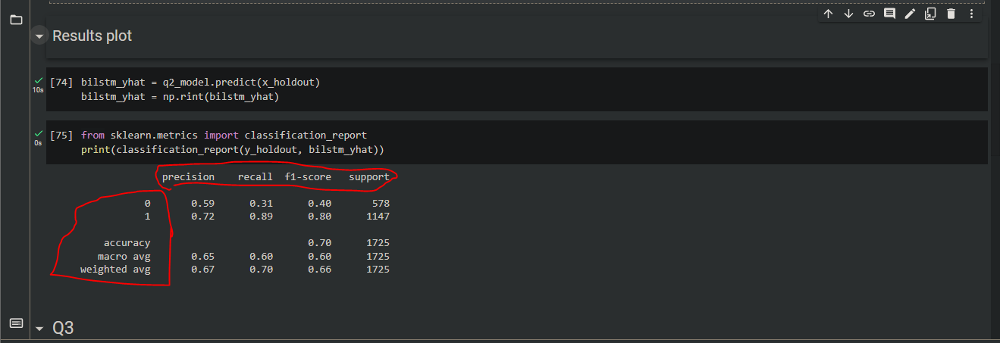 Results plot
[74] bilstm_yhat = q2_model.predict(x_holdout)
10s
bilstm_yhat = np.rint(bilstm_yhat)
[75] from sklearn.metrics import classification_report
0s
print(classification_report(y_holdout, bilstm_yhat))
precision recall f1-score support
0 0.59 0.31 0.40 578
1 0.72 0.89 0.80 1147
accuracy 0.70 1725
macro avg 0.65 0.60 0.60 1725
weighted avg 0.67 0.70 0.66 1725
Q3